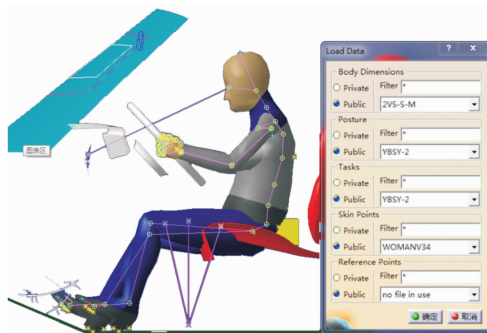 图表区
Load Data
?
X
Body Dimensions
Private Filter *
Public 2VS-S-M
Posture
Private Filter *
Public YBSY-2
Tasks
Private Filter *
Public YBSY-2
Skin Points
Private Filter *
Public WOMANV34
Reference Points
Private Filter *
Public no file in use
确定 取消